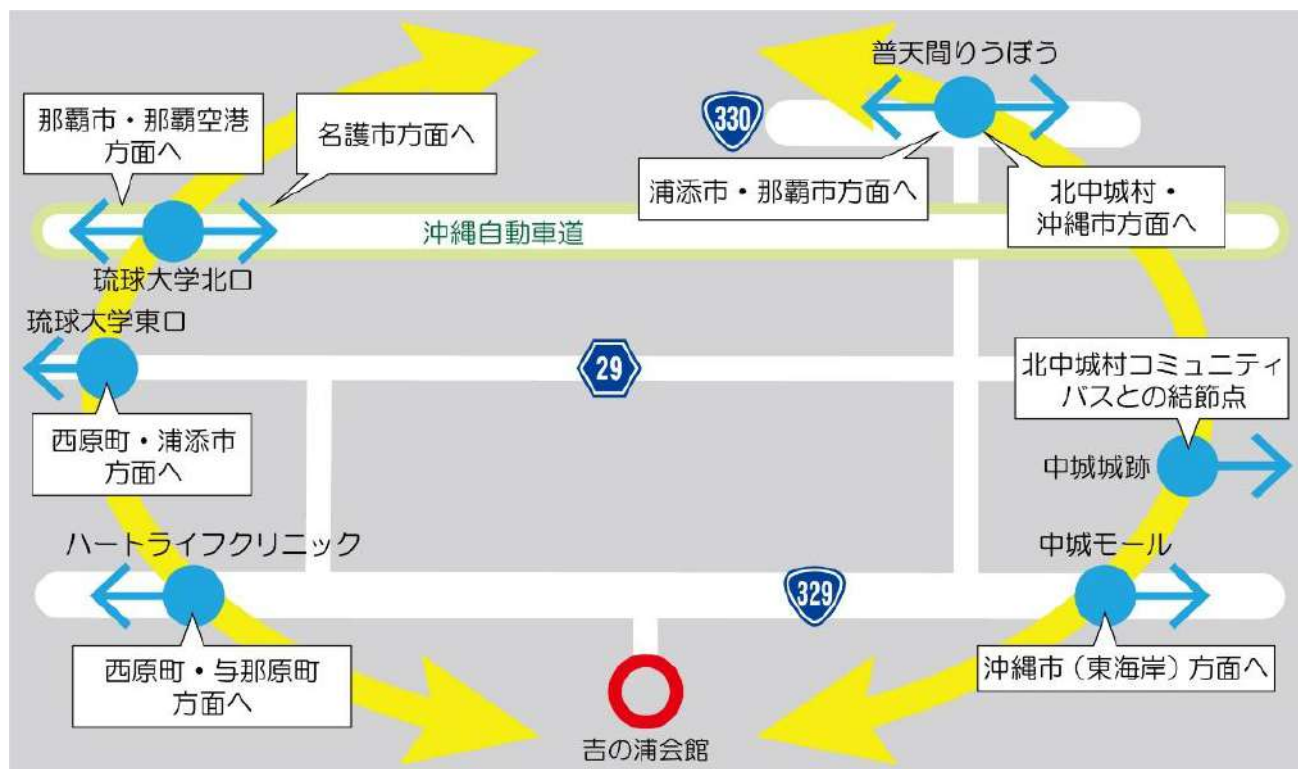 普天間りうぼう
330
那覇市・那覇空港
方面へ
名護市方面へ
浦添市・那覇市方面へ
北中城村・
沖縄市方面へ
沖縄自動車道
琉球大学北口
琉球大学東口
29
北中城村コミュニティ
バスとの結節点
西原町・浦添市
方面へ
中城城跡
ハートライフクリニック
中城モール
329
西原町・与那原町
方面へ
沖縄市（東海岸）方面へ
吉の浦会館